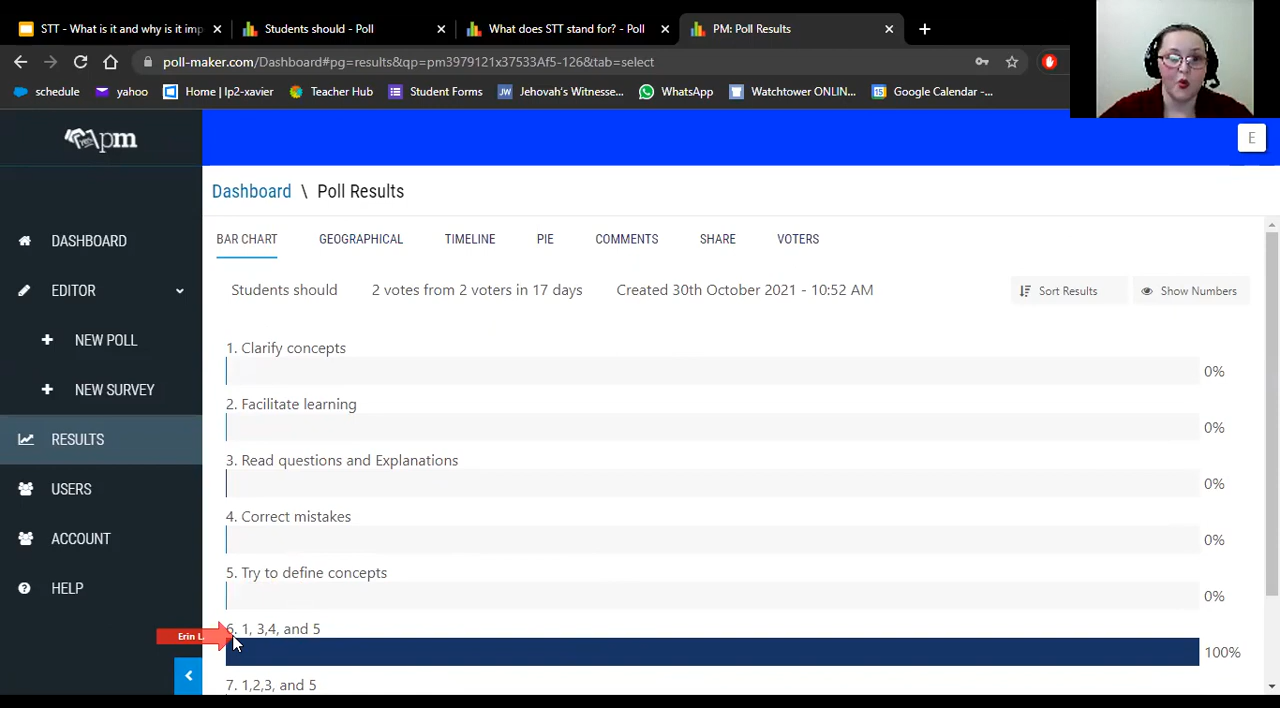 STT - What is it and why is it imp
Students should - Poll
What does STT stand for? - Poll
PM: Poll Results
poll-maker.com/Dashboard#pg=results&qp=pm3979121x37533Af5-126&tab=select
schedule
yahoo
Home | lp2-xavier
Teacher Hub
Student Forms
Jehovah's Witnesse...
WhatsApp
Watchtower ONLIN...
Google Calendar -...
pm
E
Dashboard \ Poll Results
DASHBOARD
EDITOR
NEW POLL
NEW SURVEY
RESULTS
USERS
ACCOUNT
HELP
BAR CHART
GEOGRAPHICAL
TIMELINE
PIE
COMMENTS
SHARE
VOTERS
Students should
2 votes from 2 voters in 17 days
Created 30th October 2021 - 10:52 AM
Sort Results
Show Numbers
1. Clarify concepts
0%
2. Facilitate learning
0%
3. Read questions and Explanations
0%
4. Correct mistakes
0%
5. Try to define concepts
0%
6. 1, 3,4, and 5
Erin L.
100%
7. 1,2,3, and 5